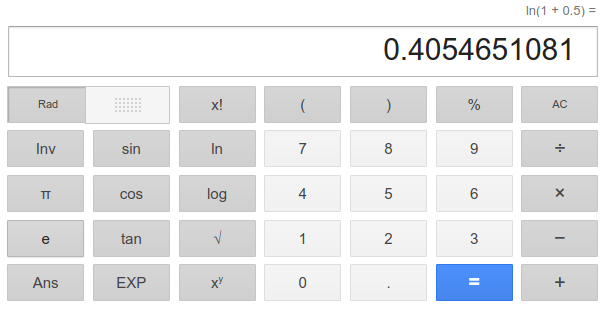 ln(1 + 0.5) =
0.4054651081
Rad x! ( ) % AC
Inv sin ln 7 8 9 ÷
π cos log 4 5 6 ×
e tan √ 1 2 3 −
Ans EXP xʸ 0 . = +